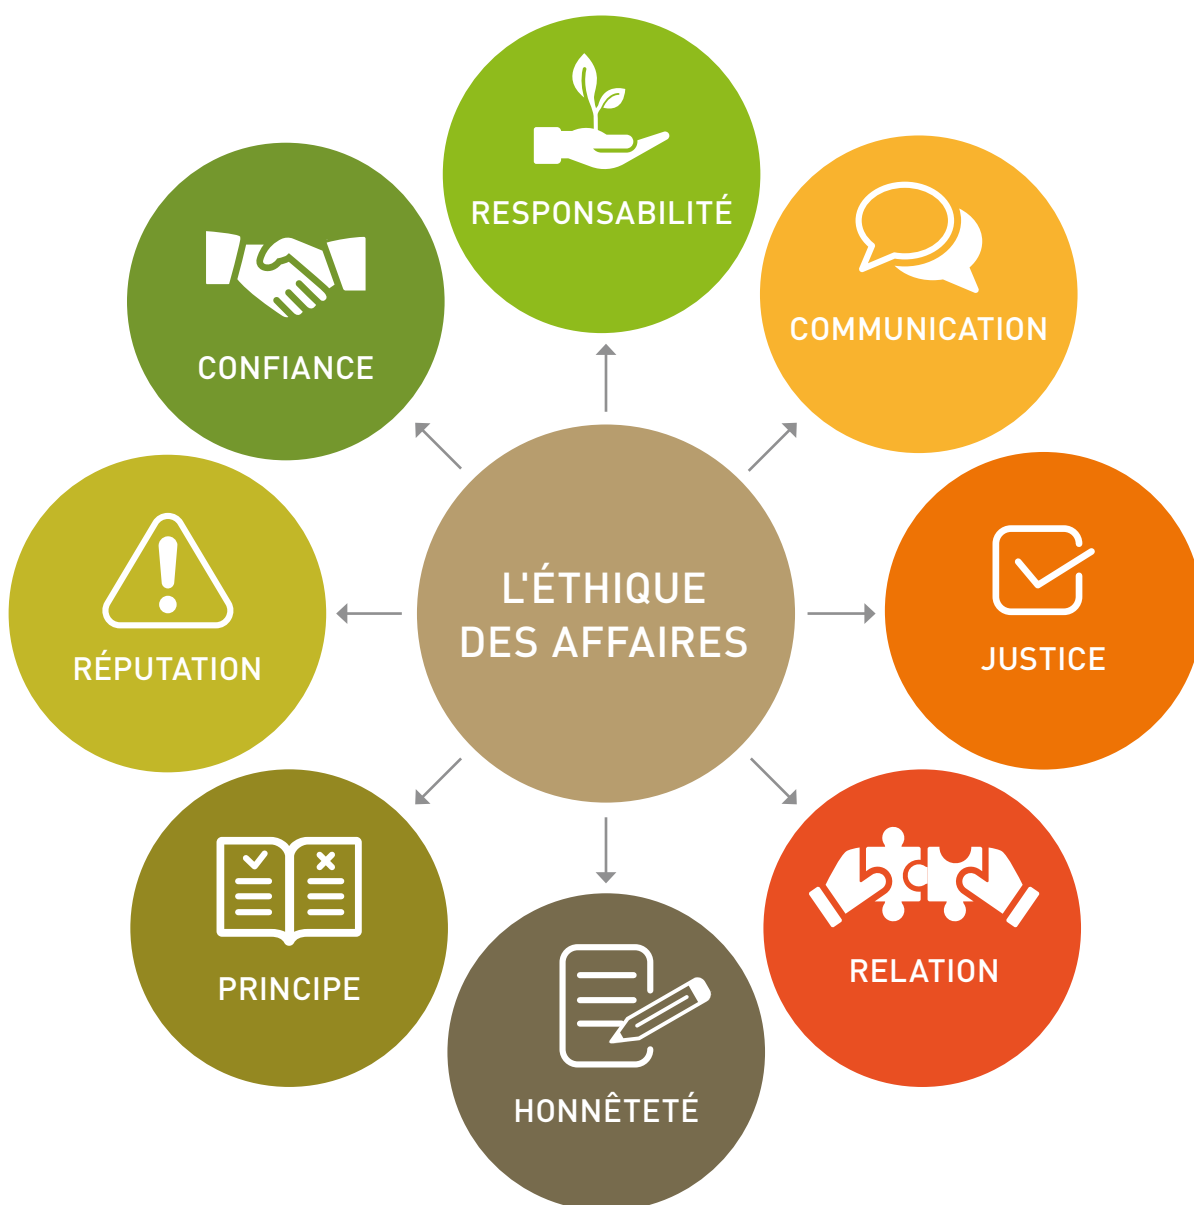 RESPONSABILITÉ
COMMUNICATION
CONFIANCE
L'ÉTHIQUE
DES AFFAIRES
JUSTICE
RÉPUTATION
RELATION
PRINCIPE
HONNÊTETÉ